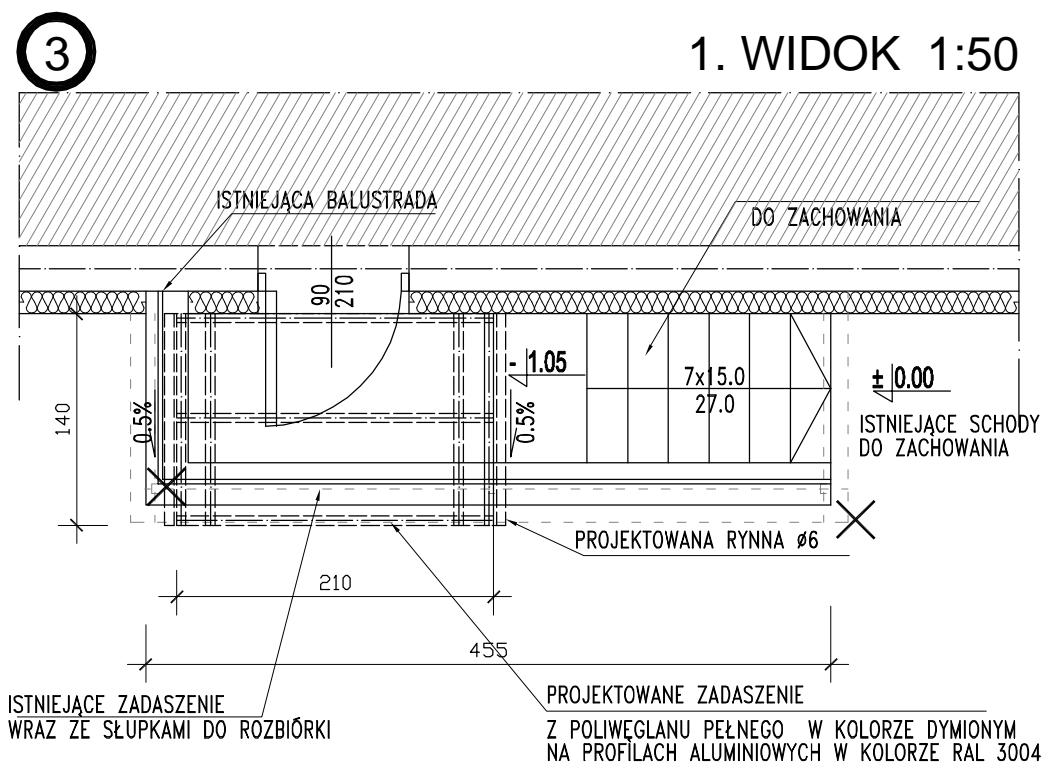 3
1. WIDOK 1:50
ISTNIEJĄCA BALUSTRADA
DO ZACHOWANIA
90
210
- 1.05
7x15.0
27.0
± 0.00
ISTNIEJĄCE SCHODY
DO ZACHOWANIA
140
0.5%
0.5%
PROJEKTOWANA RYNNA ø6
210
455
ISTNIEJĄCE ZADASZENIE
WRAZ ZE SŁUPKAMI DO ROZBIÓRKI
PROJEKTOWANE ZADASZENIE
Z POLIWĘGLANU PEŁNEGO W KOLORZE DYMIONYM
NA PROFILACH ALUMINIOWYCH W KOLORZE RAL 3004